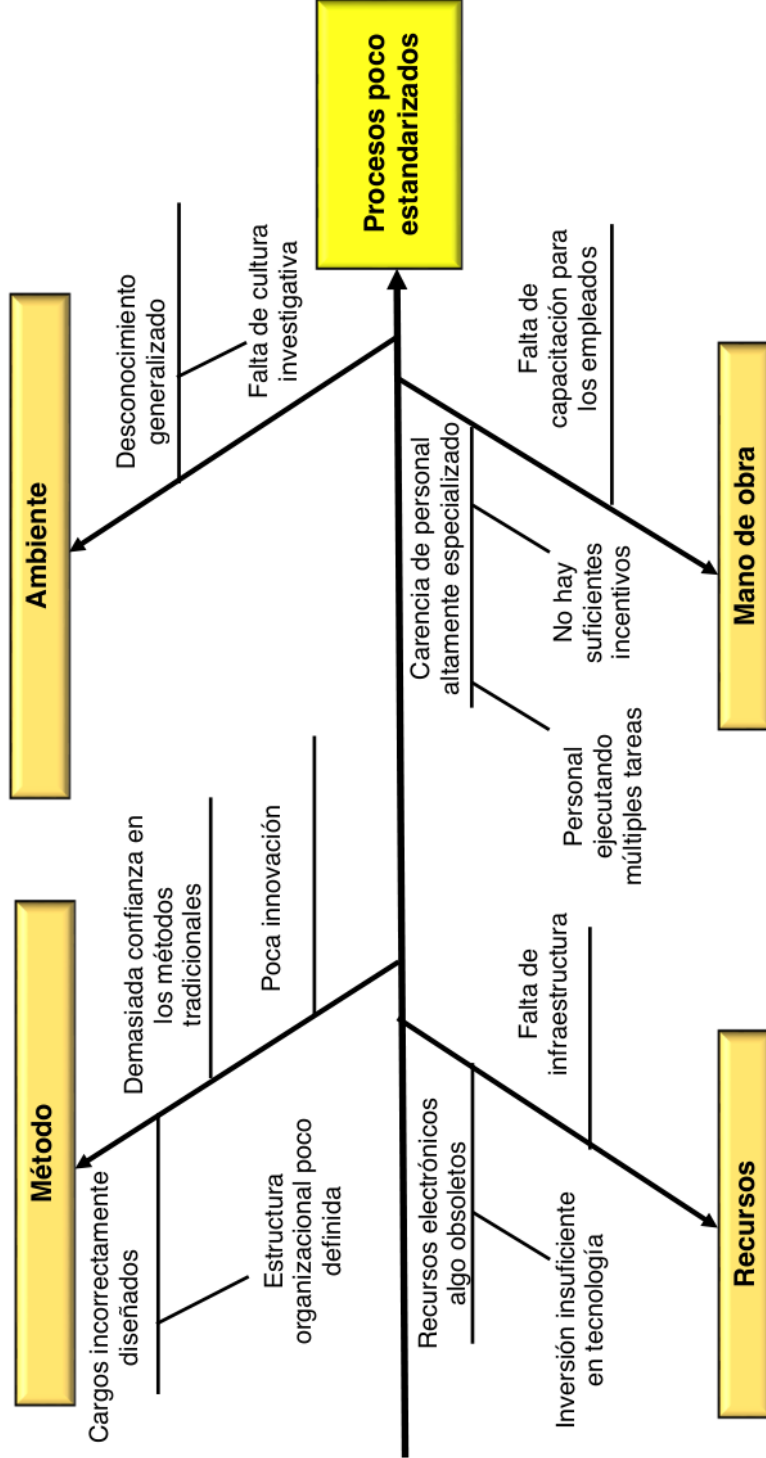 Método
Ambiente
Cargos incorrectamente
diseñados
Demasiada confianza en
los métodos
tradicionales
Desconocimiento
generalizado
Estructura
organizacional poco
definida
Poca innovación
Falta de cultura
investigativa
Procesos poco
estandarizados
Recursos electrónicos
algo obsoletos
Falta de
infraestructura
Inversión insuficiente
en tecnología
Carencia de personal
altamente especializado
Falta de
capacitación para
los empleados
Personal
ejecutando
múltiples tareas
No hay
suficientes
incentivos
Recursos
Mano de obra